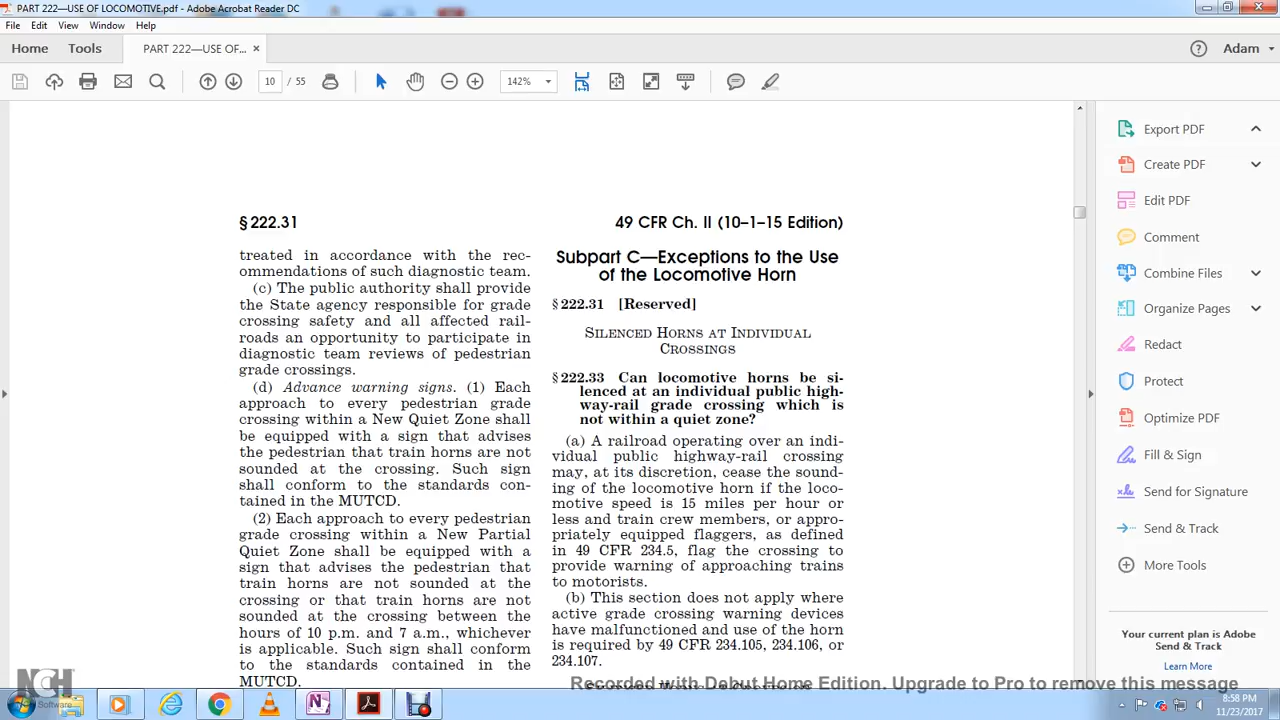 PART 222—USE OF LOCOMOTIVE.pdf - Adobe Acrobat Reader DC
File Edit View Window Help
Home Tools PART 222—USE OF... × Adam
10 / 55 142%
Export PDF
Create PDF
Edit PDF
Comment
Combine Files
Organize Pages
Redact
Protect
Optimize PDF
Fill & Sign
Send for Signature
Send & Track
More Tools
Your current plan is Adobe
Send & Track
Learn More
§ 222.31
49 CFR Ch. II (10–1–15 Edition)
treated in accordance with the rec-
ommendations of such diagnostic team.
(c) The public authority shall provide
the State agency responsible for grade
crossing safety and all affected rail-
roads an opportunity to participate in
diagnostic team reviews of pedestrian
grade crossings.
(d) Advance warning signs. (1) Each
approach to every pedestrian grade
crossing within a New Quiet Zone shall
be equipped with a sign that advises
the pedestrian that train horns are not
sounded at the crossing. Such sign
shall conform to the standards con-
tained in the MUTCD.
(2) Each approach to every pedestrian
grade crossing within a New Partial
Quiet Zone shall be equipped with a
sign that advises the pedestrian that
train horns are not sounded at the
crossing or that train horns are not
sounded at the crossing between the
hours of 10 p.m. and 7 a.m., whichever
is applicable. Such sign shall conform
to the standards contained in the
MUTCD.
Subpart C—Exceptions to the Use
of the Locomotive Horn
§ 222.31 [Reserved]
SILENCED HORNS AT INDIVIDUAL
CROSSINGS
§ 222.33 Can locomotive horns be si-
lenced at an individual public high-
way-rail grade crossing which is
not within a quiet zone?
(a) A railroad operating over an indi-
vidual public highway-rail crossing
may, at its discretion, cease the sound-
ing of the locomotive horn if the loco-
motive speed is 15 miles per hour or
less and train crew members, or appro-
priately equipped flaggers, as defined
in 49 CFR 234.5, flag the crossing to
provide warning of approaching trains
to motorists.
(b) This section does not apply where
active grade crossing warning devices
have malfunctioned and use of the horn
is required by 49 CFR 234.105, 234.106, or
234.107.
Recorded with Debut Home Edition. Upgrade to Pro to remove this message
NCH Software
8:58 PM
11/23/2017